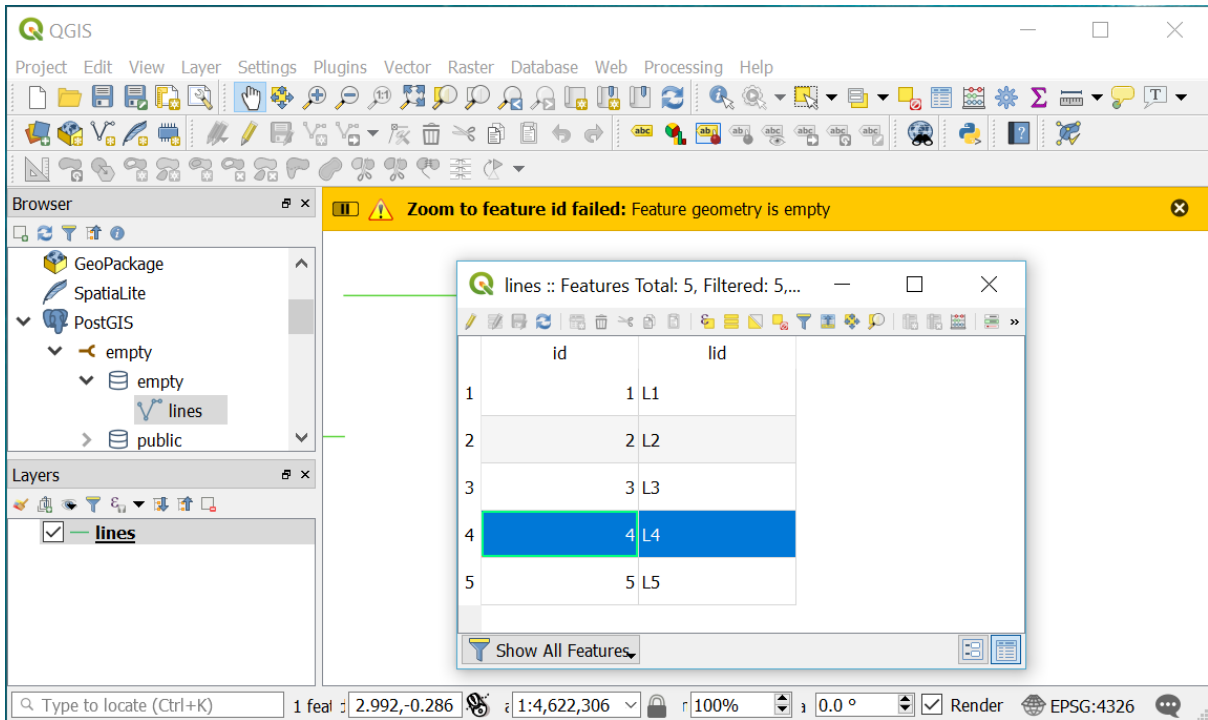 QGIS
Project Edit View Layer Settings Plugins Vector Raster Database Web Processing Help
Browser
Zoom to feature id failed: Feature geometry is empty
GeoPackage
SpatiaLite
PostGIS
empty
empty
lines
public
Layers
lines
lines :: Features Total: 5, Filtered: 5,...
id lid
1 1 L1
2 2 L2
3 3 L3
4 4 L4
5 5 L5
Show All Features
Type to locate (Ctrl+K) 1 feat 2.992,-0.286 1:4,622,306 100% 0.0 ° Render EPSG:4326